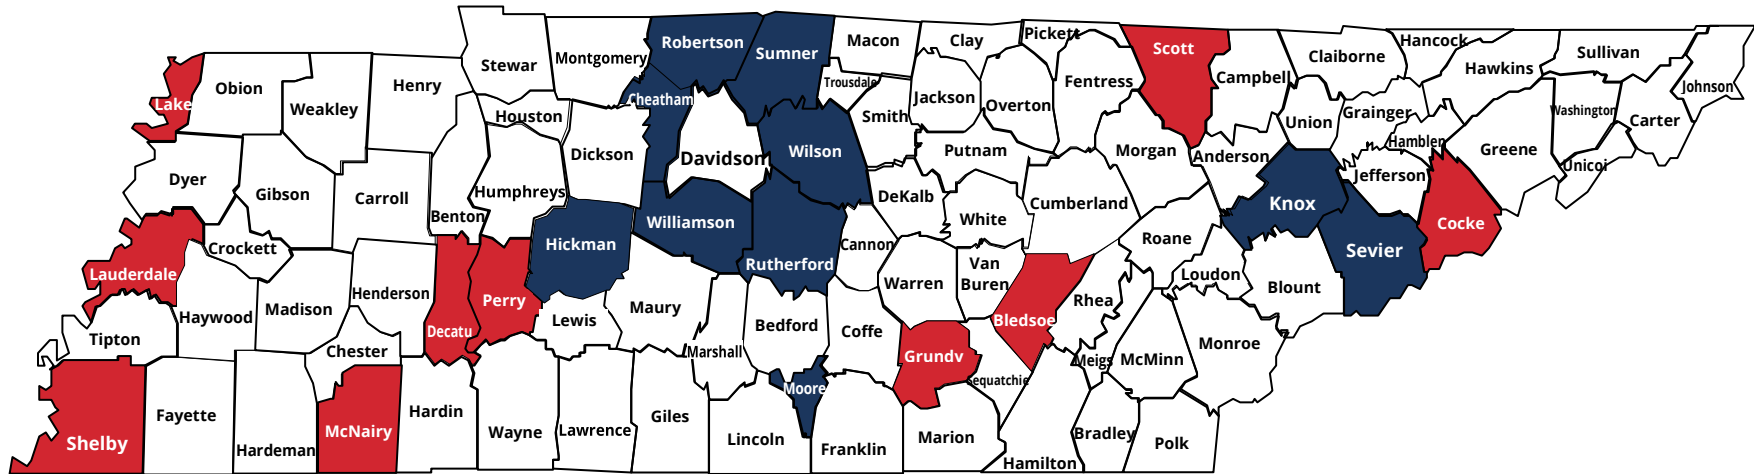 Pickett
Scott
Macon
Clay
Hancock
Robertson
Sumner
Sullivan
Claiborne
Montgomery
Stewar
Hawkins
Campbell
Fentress
Trousdale
Henry
Obion
Johnson
Jackson
Cheatham
Lake
Overton
Weakley
Washington
Grainger
Houston
Smith
Carter
Union
Hamblen
Putnam
Greene
Morgan
Wilson
Dickson
Davidson
Anderson
Unicoi
Jefferson
Dyer
Humphreys
Gibson
DeKalb
Carroll
Knox
Cumberland
Benton
White
Williamson
Cocke
Roane
Hickman
Cannon
Crockett
Sevier
Rutherford
Van
Buren
Lauderdale
Loudon
Warren
Blount
Henderson
Perry
Rhea
Maury
Madison
Haywood
Lewis
Bledsoe
Bedford
Coffe
Decatu
Tipton
Monroe
Chester
Marshall
Grundv
McMinn
Meigs
Sequatchie
Moore
Hardin
Fayette
Giles
Lawrence
McNairy
Wayne
Bradley
Marion
Lincoln
Shelby
Polk
Franklin
Hardeman
Hamilton